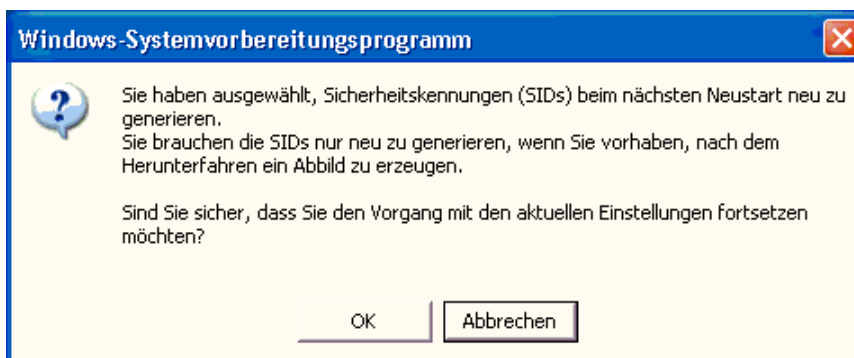 Windows-Systemvorbereitungsprogramm
Sie haben ausgewählt, Sicherheitskennungen (SIDs) beim nächsten Neustart neu zu
generieren.
Sie brauchen die SIDs nur neu zu generieren, wenn Sie vorhaben, nach dem
Herunterfahren ein Abbild zu erzeugen.
Sind Sie sicher, dass Sie den Vorgang mit den aktuellen Einstellungen fortsetzen
möchten?
OK
Abbrechen